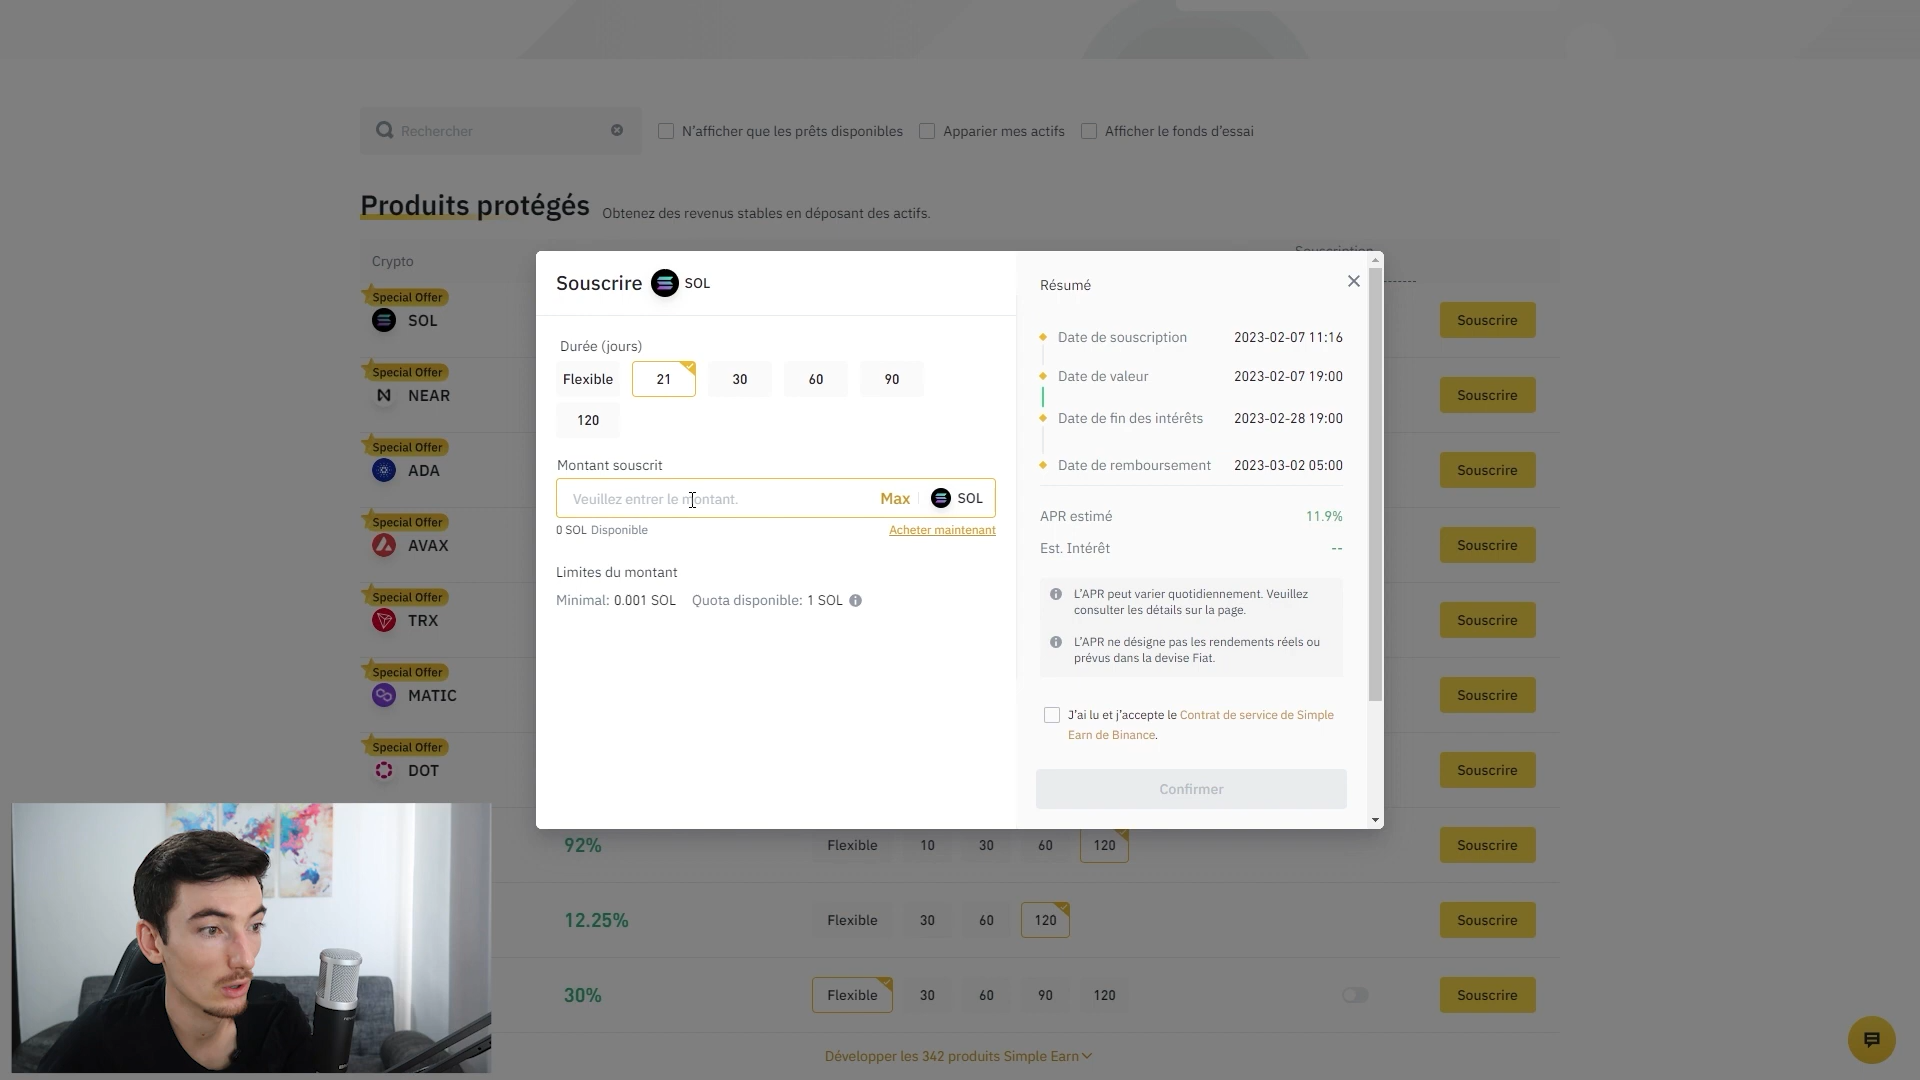 Rechercher
N’afficher que les prêts disponibles
Apparier mes actifs
Afficher le fonds d’essai
Produits protégés
Obtenez des revenus stables en déposant des actifs.
Crypto
Souscription
Special Offer
SOL
Souscrire
Special Offer
NEAR
Souscrire
Special Offer
ADA
Souscrire
Special Offer
AVAX
Souscrire
Special Offer
TRX
Souscrire
Special Offer
MATIC
Souscrire
Special Offer
DOT
Souscrire
Souscrire SOL
Durée (jours)
Flexible 21 30 60 90
120
Montant souscrit
Veuillez entrer le montant. Max SOL
0 SOL Disponible Acheter maintenant
Limites du montant
Minimal: 0.001 SOL Quota disponible: 1 SOL
Résumé
Date de souscription 2023-02-07 11:16
Date de valeur 2023-02-07 19:00
Date de fin des intérêts 2023-02-28 19:00
Date de remboursement 2023-03-02 05:00
APR estimé 11.9%
Est. Intérêt --
L’APR peut varier quotidiennement. Veuillez
consulter les détails sur la page.
L’APR ne désigne pas les rendements réels ou
prévus dans la devise Fiat.
J’ai lu et j’accepte le Contrat de service de Simple
Earn de Binance.
Confirmer
92% Flexible 10 30 60 120 Souscrire
12.25% Flexible 30 60 120 Souscrire
30% Flexible 30 60 90 120 Souscrire
Développer les 342 produits Simple Earn